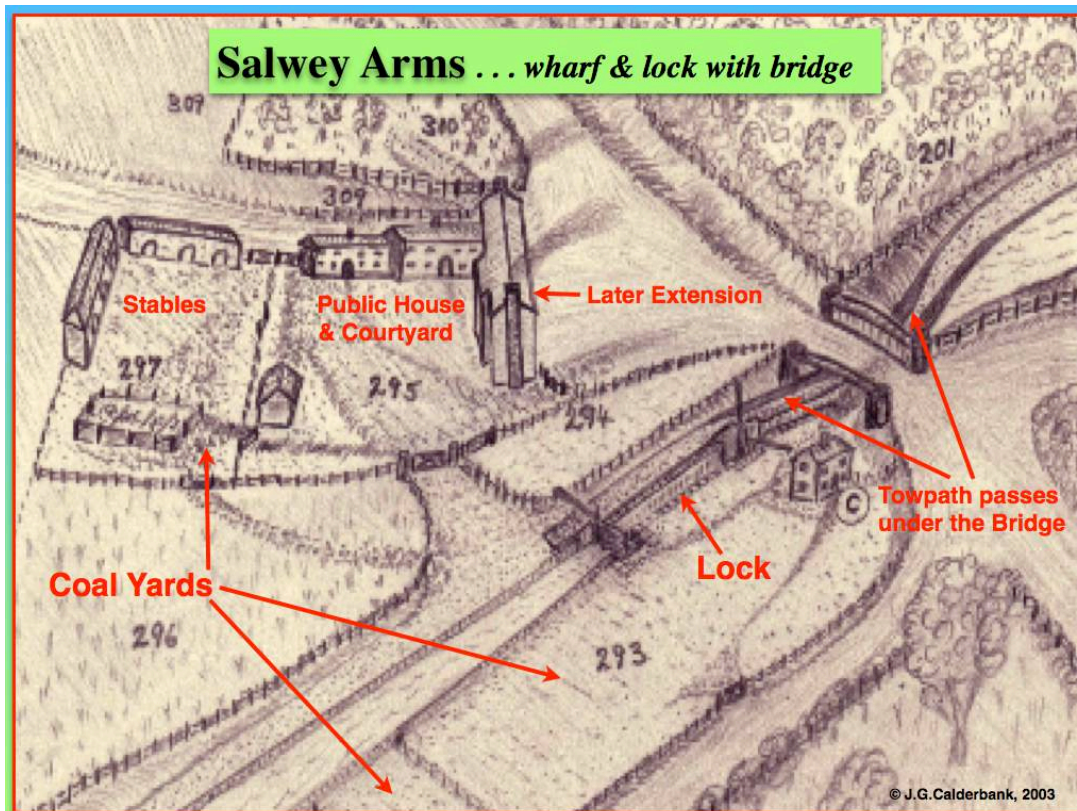 Salwey Arms . . . wharf & lock with bridge
307
310
201
309
Stables
Public House
& Courtyard
Later Extension
297
295
294
Towpath passes
under the Bridge
C
Lock
Coal Yards
296
293
© J.G.Calderbank, 2003